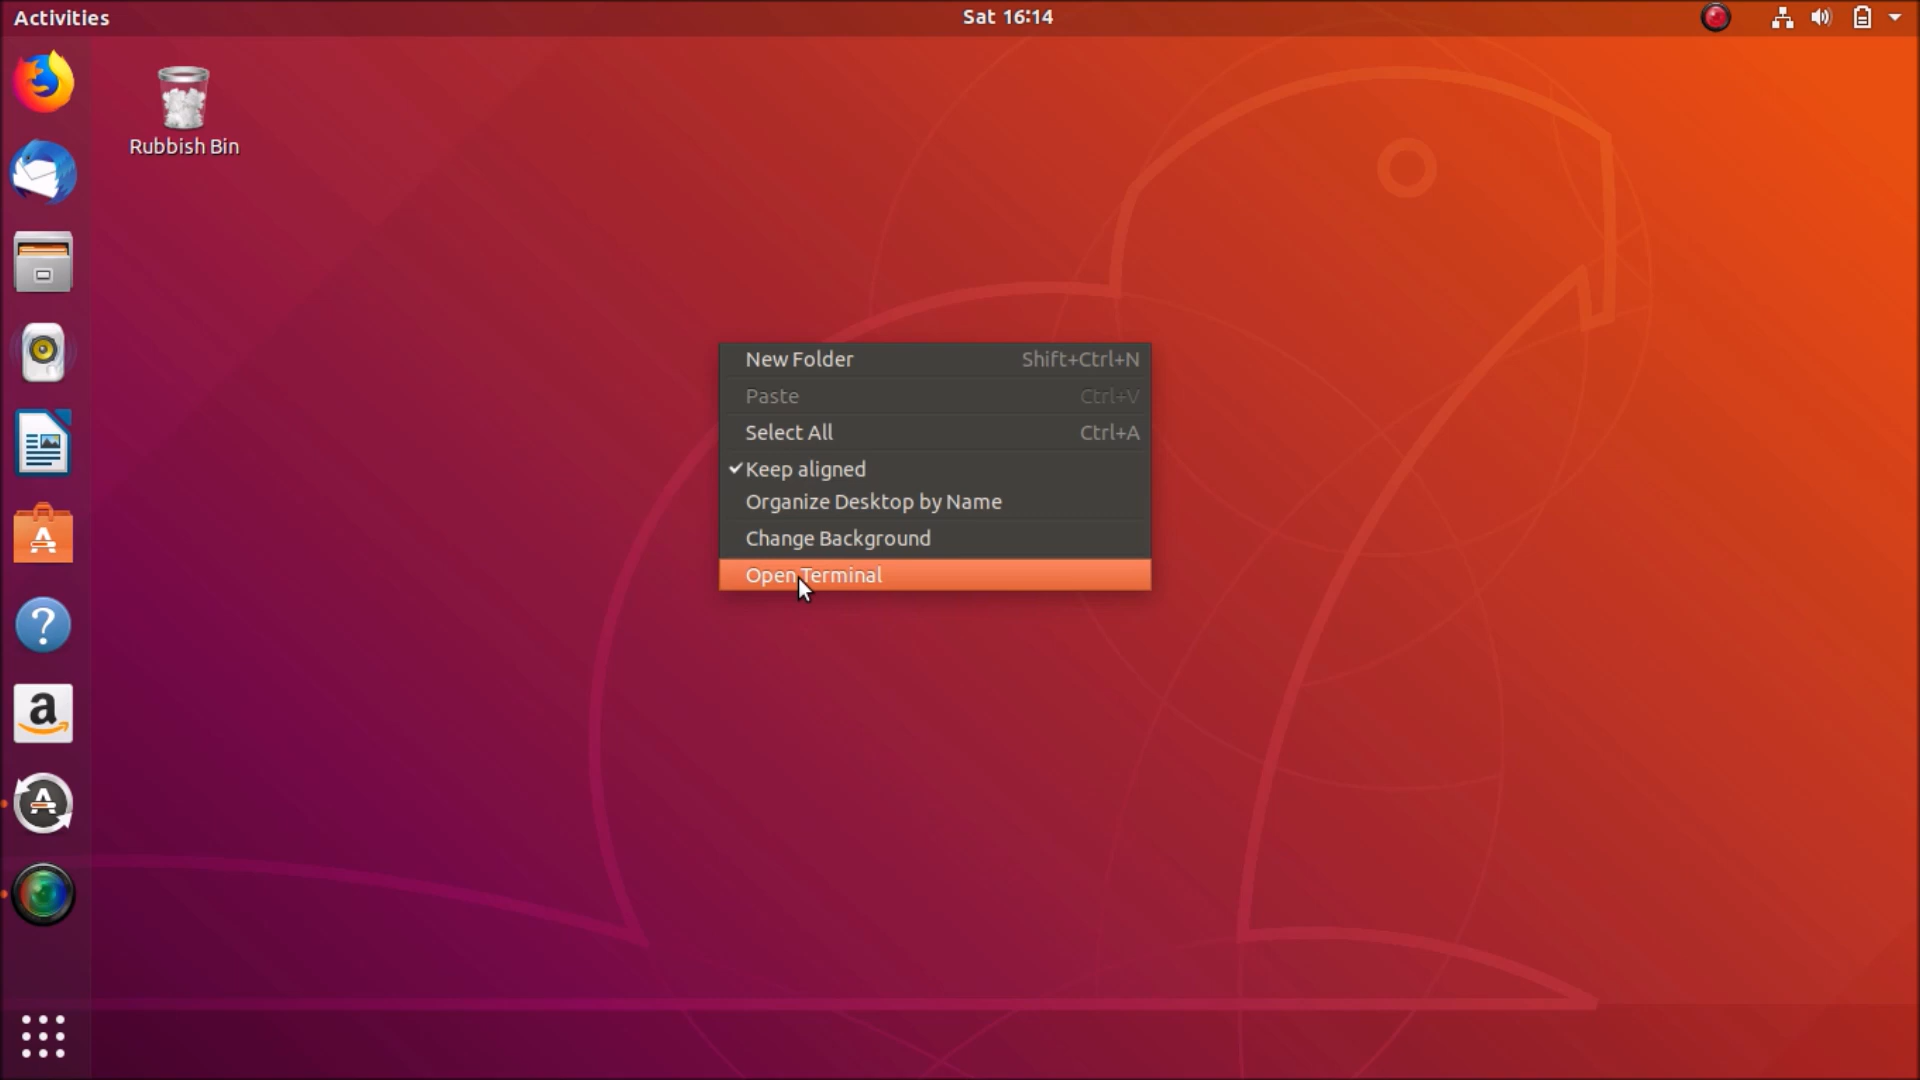 Activities
Sat 16:14
Rubbish Bin
New Folder Shift+Ctrl+N
Paste Ctrl+V
Select All Ctrl+A
Keep aligned
Organize Desktop by Name
Change Background
Open Terminal